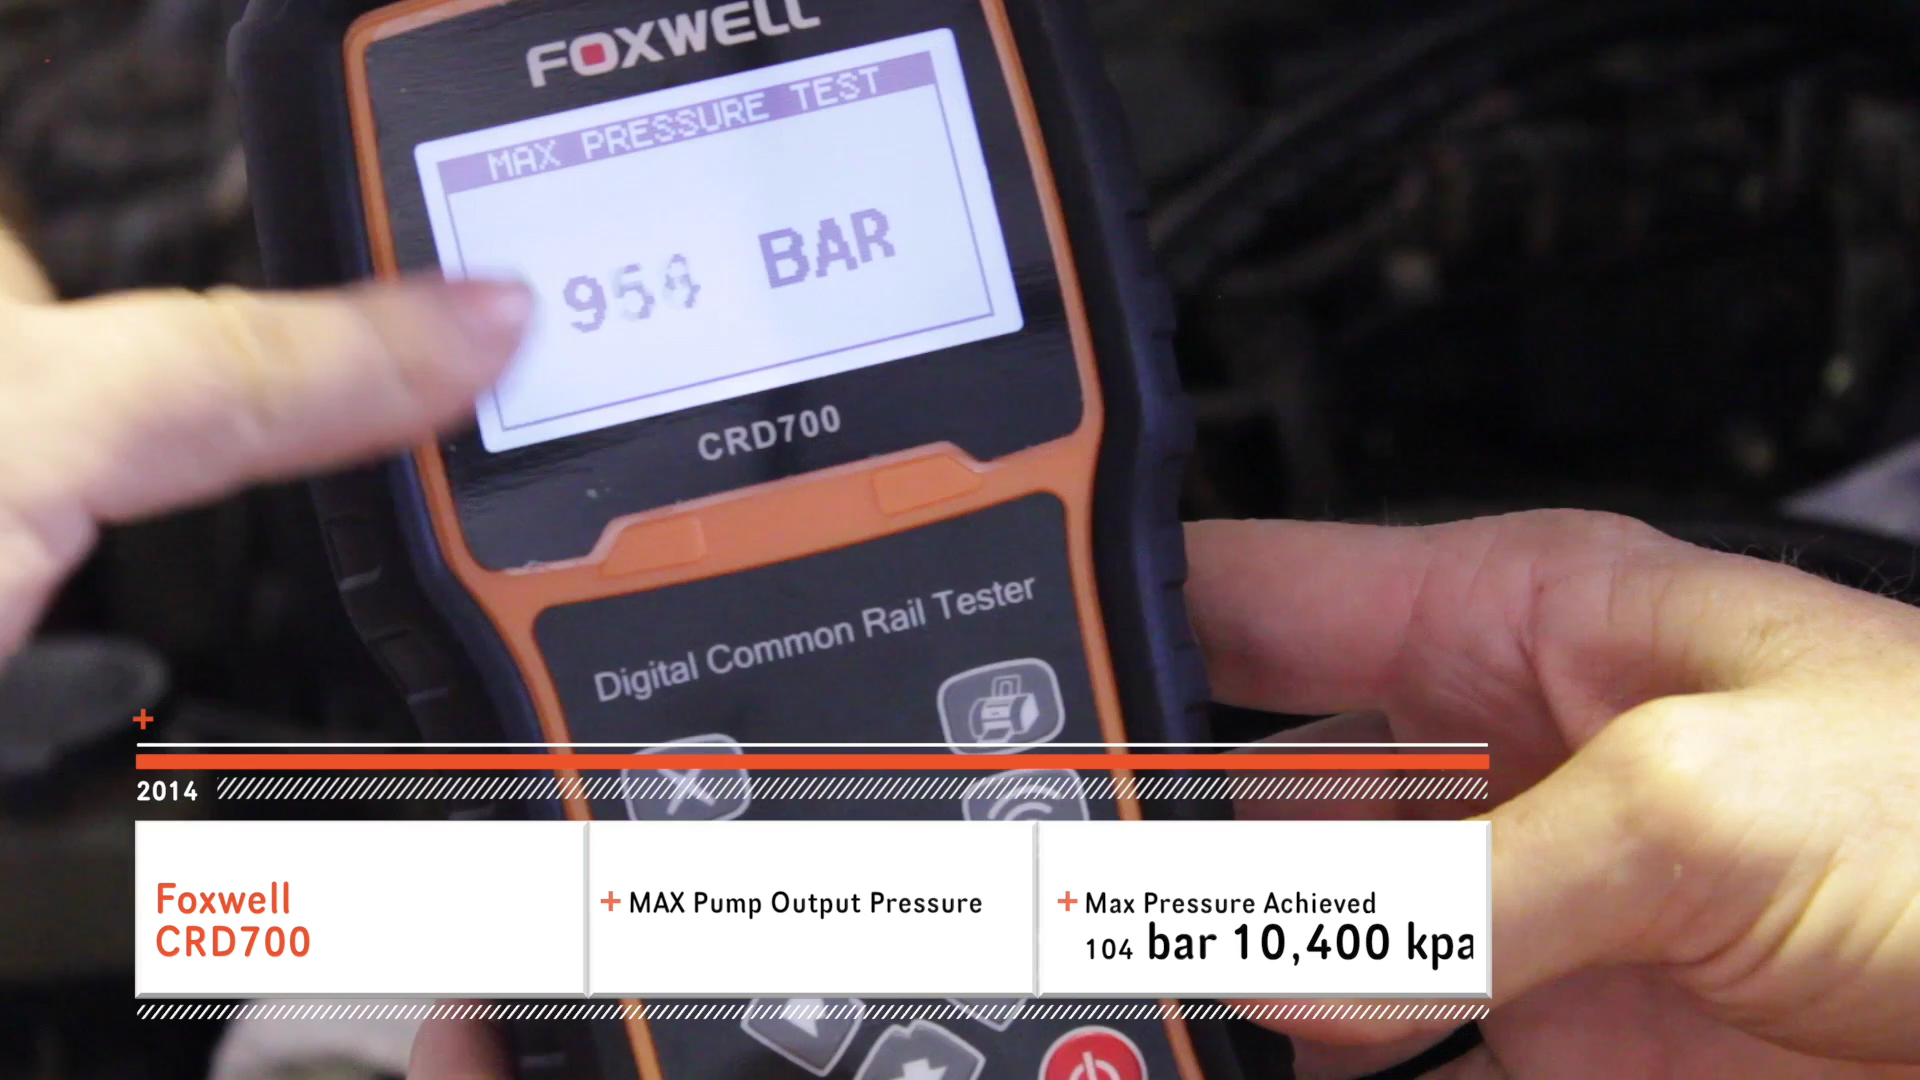 FOXWELL
MAX PRESSURE TEST
BAR
CRD700
Digital Common Rail Tester
2014
Foxwell
CRD700
+ MAX Pump Output Pressure
+ Max Pressure Achieved
104 bar 10,400 kpa